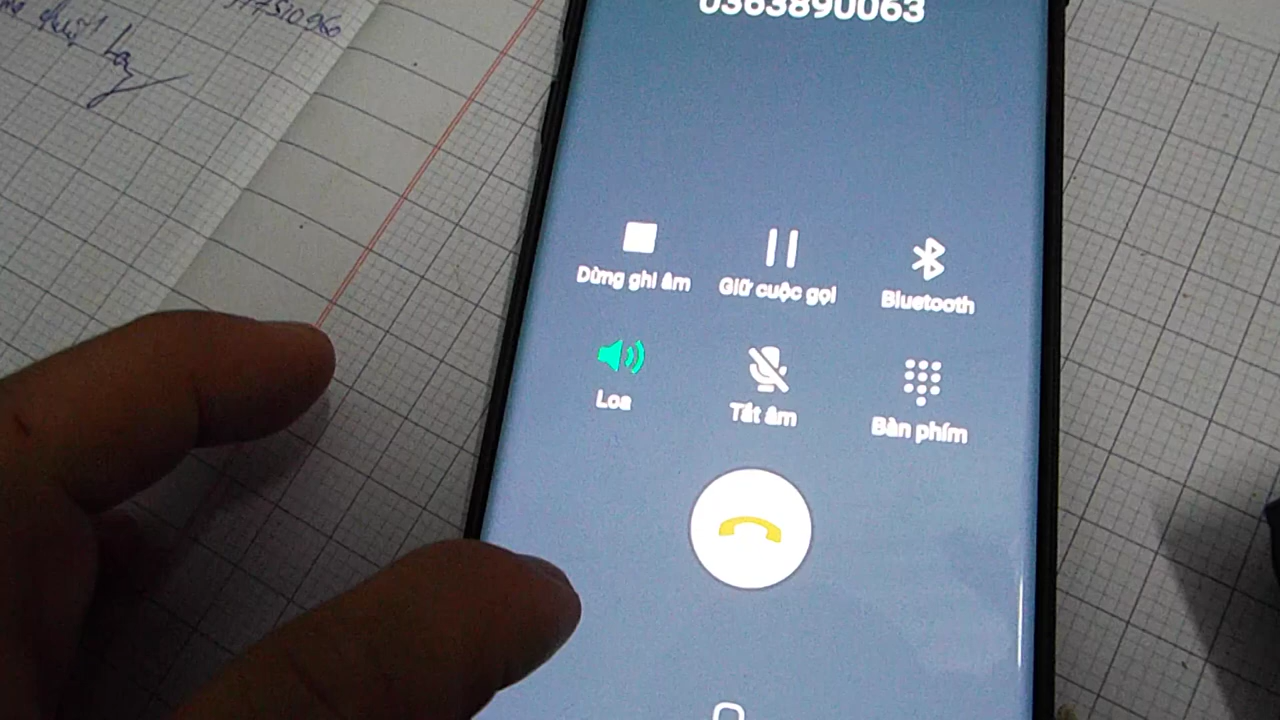 0363890063
Dừng ghi âm
Giữ cuộc gọi
Bluetooth
Loa
Tắt âm
Bàn phím